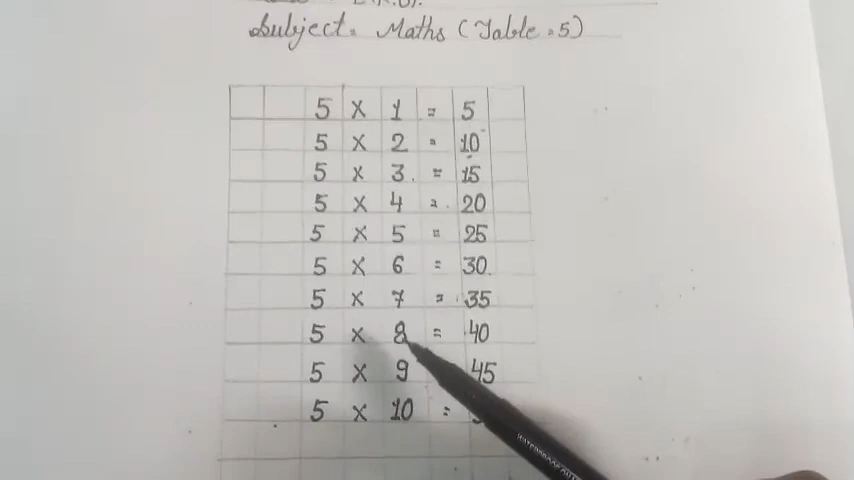 Subject. Maths (Table.5)
5 x 1 = 5
5 x 2 = 10
5 x 3 = 15
5 x 4 = 20
5 x 5 = 25
5 x 6 = 30
5 x 7 = 35
5 x 8 = 40
5 x 9 45
5 x 10 =